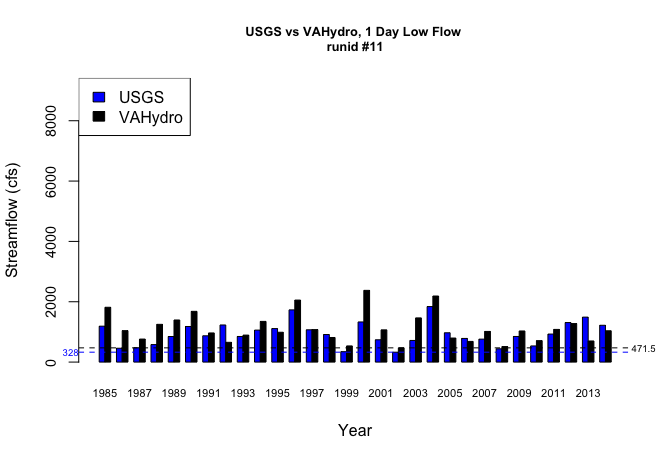 USGS vs VAHydro, 1 Day Low Flow
runid #11
USGS
VAHydro
Streamflow (cfs)
8000
6000
4000
2000
0
328
471.5
1985 1987 1989 1991 1993 1995 1997 1999 2001 2003 2005 2007 2009 2011 2013
Year